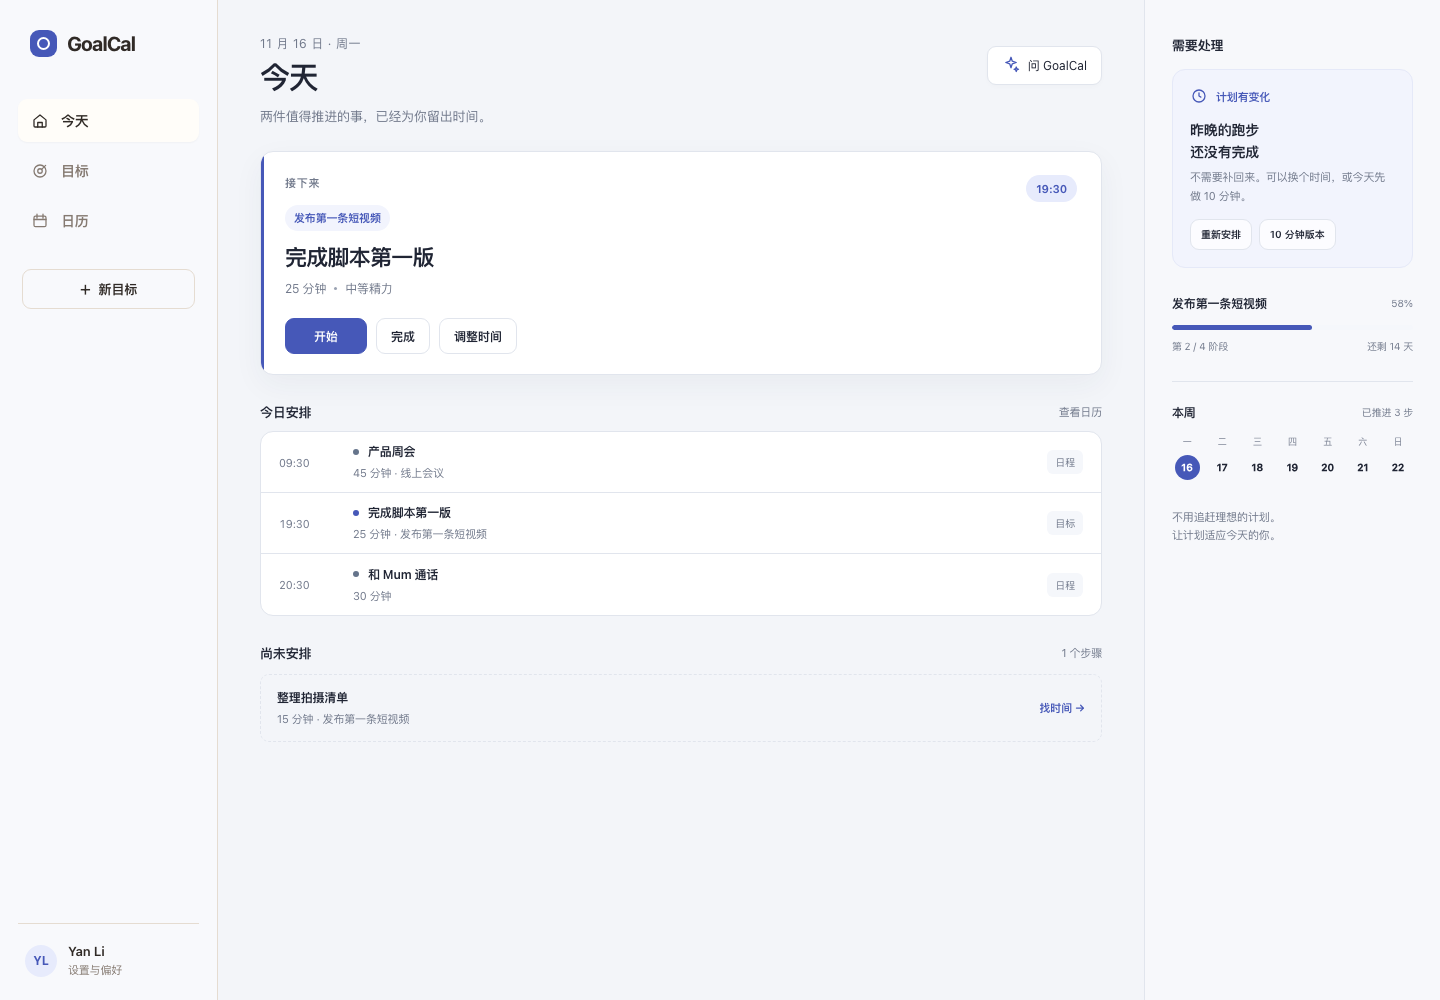 GoalCal
今天
目标
日历
+ 新目标
YL
Yan Li
设置与偏好
11 月 16 日 · 周一
今天
两件值得推进的事，已经为你留出时间。
问 GoalCal
接下来
19:30
发布第一条短视频
完成脚本第一版
25 分钟 • 中等精力
开始
完成
调整时间
今日安排
查看日历
09:30
产品周会
45 分钟 · 线上会议
日程
19:30
完成脚本第一版
25 分钟 · 发布第一条短视频
目标
20:30
和 Mum 通话
30 分钟
日程
尚未安排
1 个步骤
整理拍摄清单
15 分钟 · 发布第一条短视频
找时间 →
需要处理
计划有变化
昨晚的跑步
还没有完成
不需要补回来。可以换个时间，或今天先
做 10 分钟。
重新安排
10 分钟版本
发布第一条短视频
58%
第 2 / 4 阶段
还剩 14 天
本周
已推进 3 步
一 二 三 四 五 六 日
16 17 18 19 20 21 22
不用追赶理想的计划。
让计划适应今天的你。